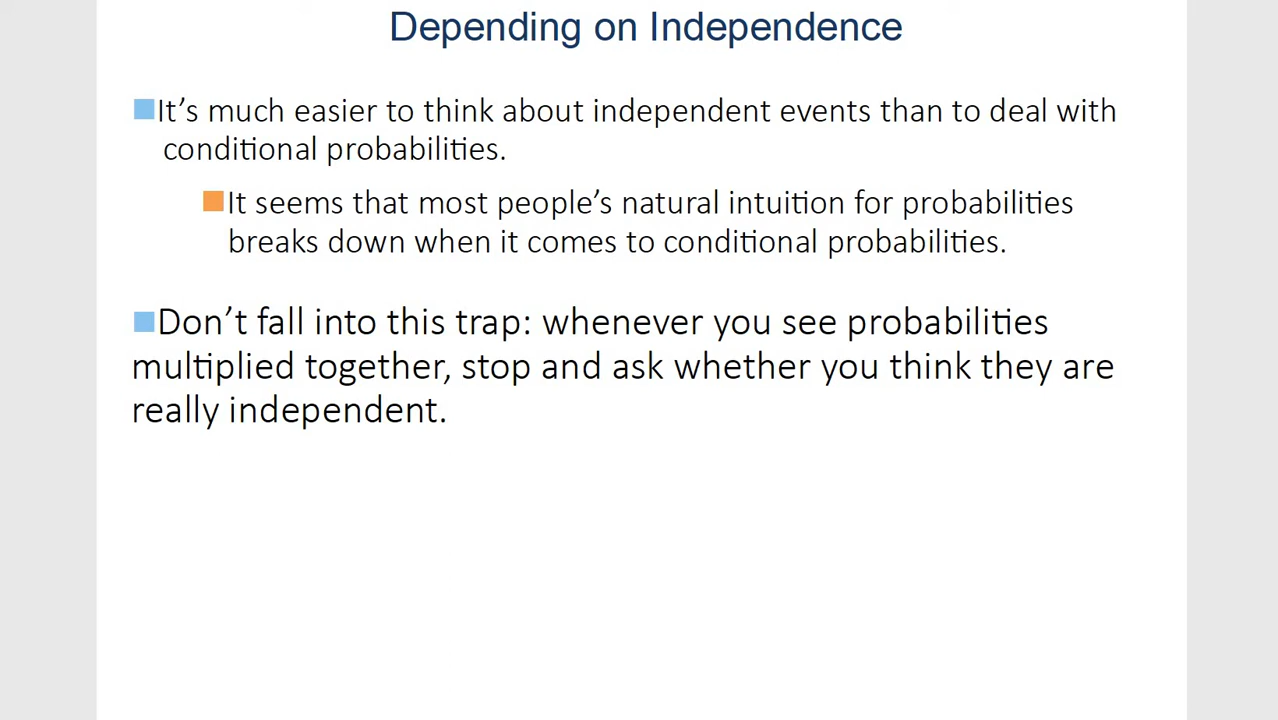 Depending on Independence
It’s much easier to think about independent events than to deal with
conditional probabilities.
It seems that most people’s natural intuition for probabilities
breaks down when it comes to conditional probabilities.
Don’t fall into this trap: whenever you see probabilities
multiplied together, stop and ask whether you think they are
really independent.